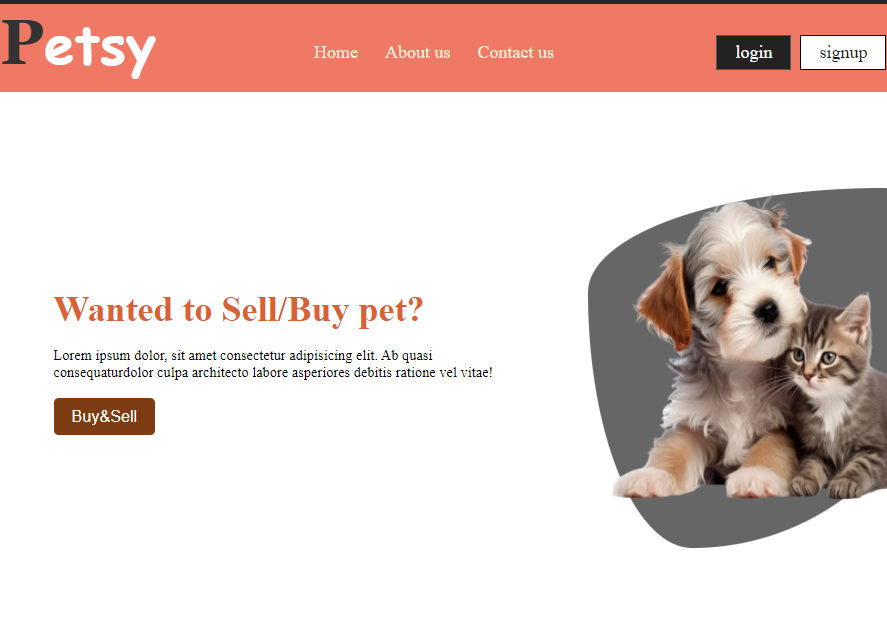 Petsy
Home About us Contact us
login signup
Wanted to Sell/Buy pet?
Lorem ipsum dolor, sit amet consectetur adipisicing elit. Ab quasi
consequaturdolor culpa architecto labore asperiores debitis ratione vel vitae!
Buy&Sell